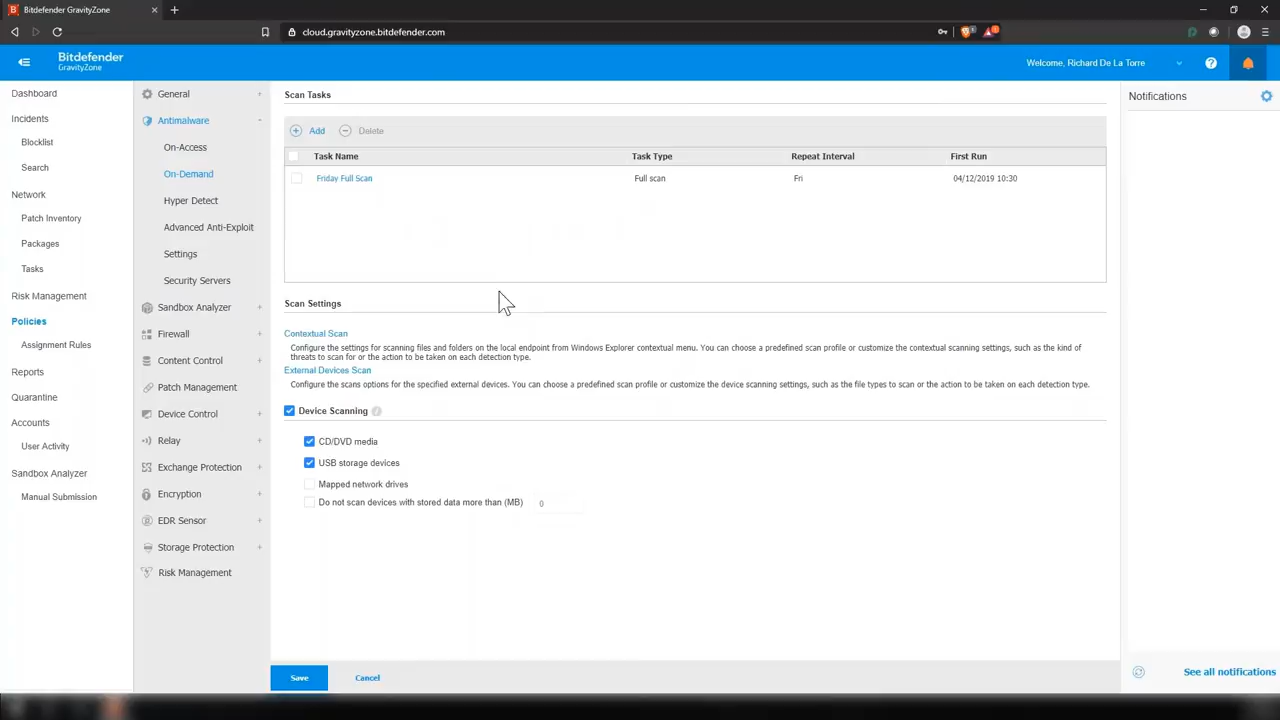 Bitdefender GravityZone
cloud.gravityzone.bitdefender.com
Bitdefender
GravityZone
Welcome, Richard De La Torre
Dashboard
Incidents
Blocklist
Search
Network
Patch Inventory
Packages
Tasks
Risk Management
Policies
Assignment Rules
Reports
Quarantine
Accounts
User Activity
Sandbox Analyzer
Manual Submission
General
Antimalware
On-Access
On-Demand
Hyper Detect
Advanced Anti-Exploit
Settings
Security Servers
Sandbox Analyzer
Firewall
Content Control
Patch Management
Device Control
Relay
Exchange Protection
Encryption
EDR Sensor
Storage Protection
Risk Management
Scan Tasks
Add Delete
Task Name Task Type Repeat Interval First Run
Friday Full Scan Full scan Fri 04/12/2019 10:30
Scan Settings
Contextual Scan
Configure the settings for scanning files and folders on the local endpoint from Windows Explorer contextual menu. You can choose a predefined scan profile or customize the contextual scanning settings, such as the kind of
threats to scan for or the action to be taken on each detection type.
External Devices Scan
Configure the scans options for the specified external devices. You can choose a predefined scan profile or customize the device scanning settings, such as the file types to scan or the action to be taken on each detection type.
Device Scanning
CD/DVD media
USB storage devices
Mapped network drives
Do not scan devices with stored data more than (MB) 0
Save Cancel
Notifications
See all notifications